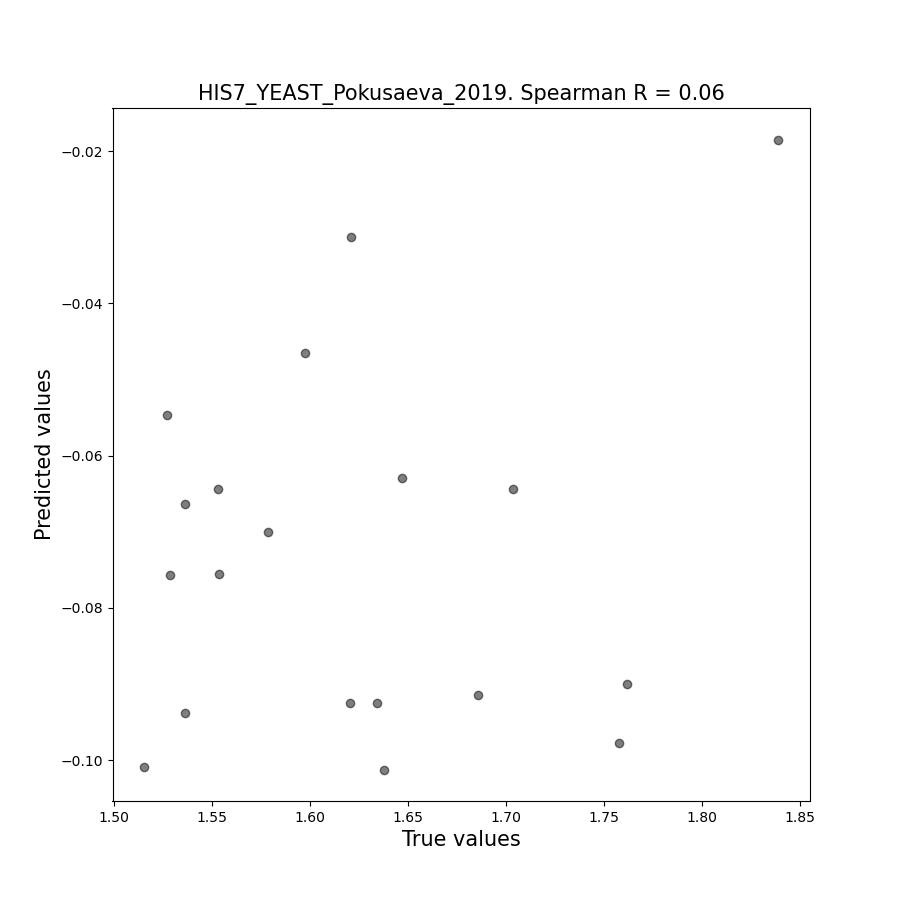 HIS7_YEAST_Pokusaeva_2019. Spearman R = 0.06
−0.02
−0.04
−0.06
−0.08
−0.10
Predicted values
1.50 1.55 1.60 1.65 1.70 1.75 1.80 1.85
True values